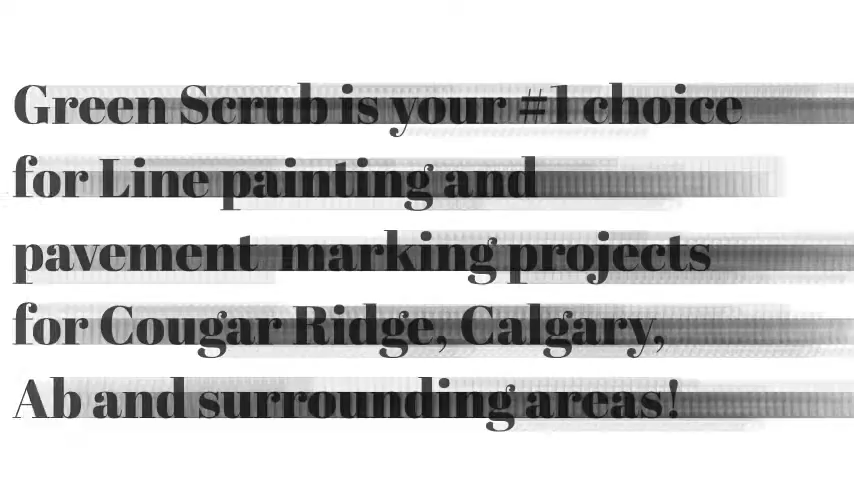 Green Scrub is your #1 choice
for Line painting and
pavement marking projects
for Cougar Ridge, Calgary,
Ab and surrounding areas!